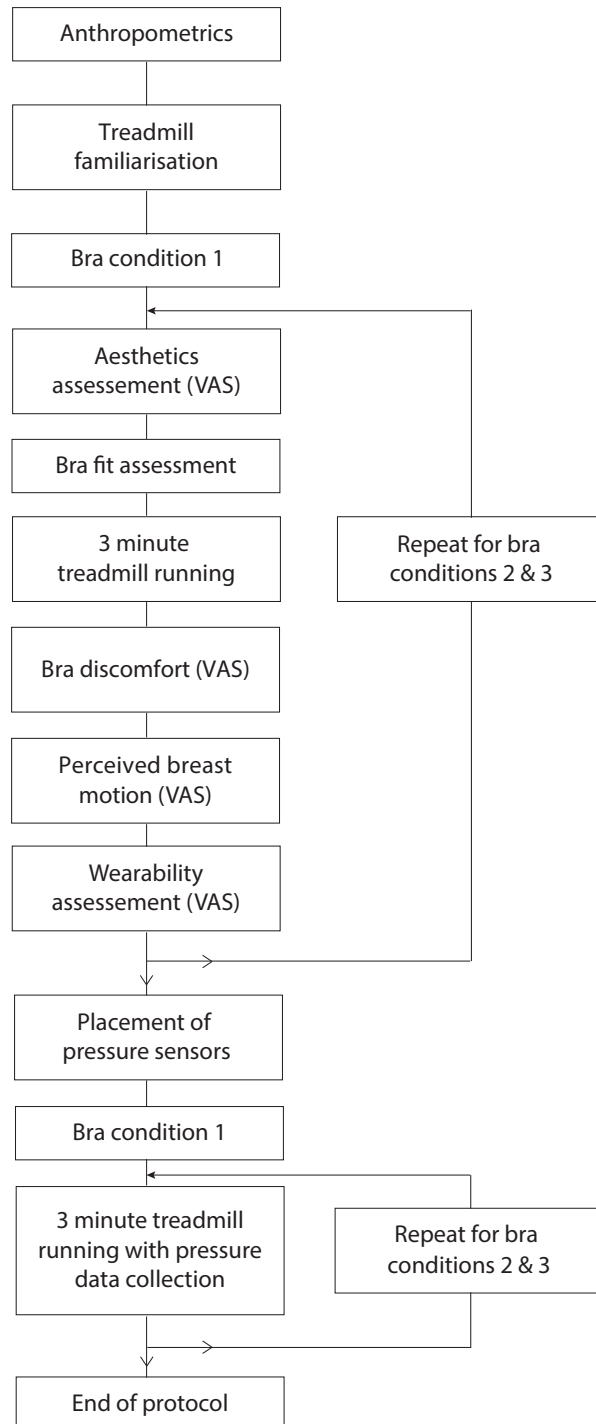 Anthropometrics
Treadmill
familiarisation
Bra condition 1
Aesthetics
assessement (VAS)
Bra fit assessment
3 minute
treadmill running
Repeat for bra
conditions 2 & 3
Bra discomfort (VAS)
Perceived breast
motion (VAS)
Wearability
assessement (VAS)
Placement of
pressure sensors
Bra condition 1
3 minute treadmill
running with pressure
data collection
Repeat for bra
conditions 2 & 3
End of protocol